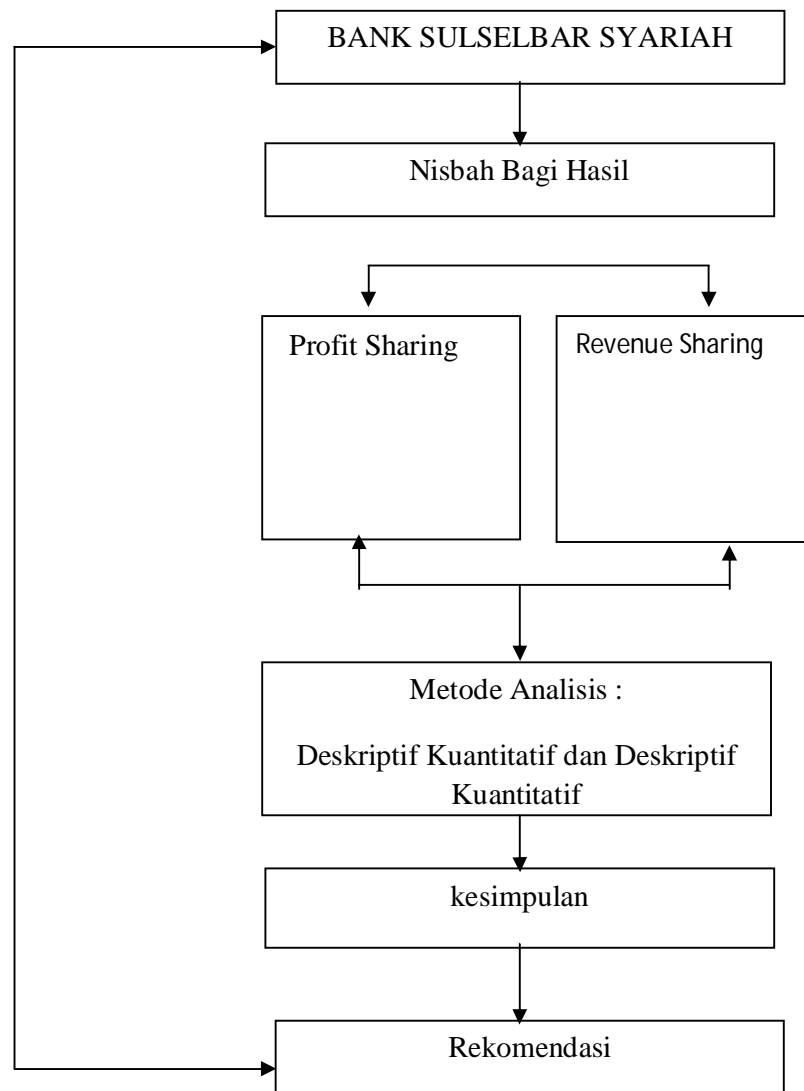 BANK SULSELBAR SYARIAH
Nisbah Bagi Hasil
Profit Sharing
Revenue Sharing
Metode Analisis :
Deskriptif Kuantitatif dan Deskriptif
Kuantitatif
kesimpulan
Rekomendasi